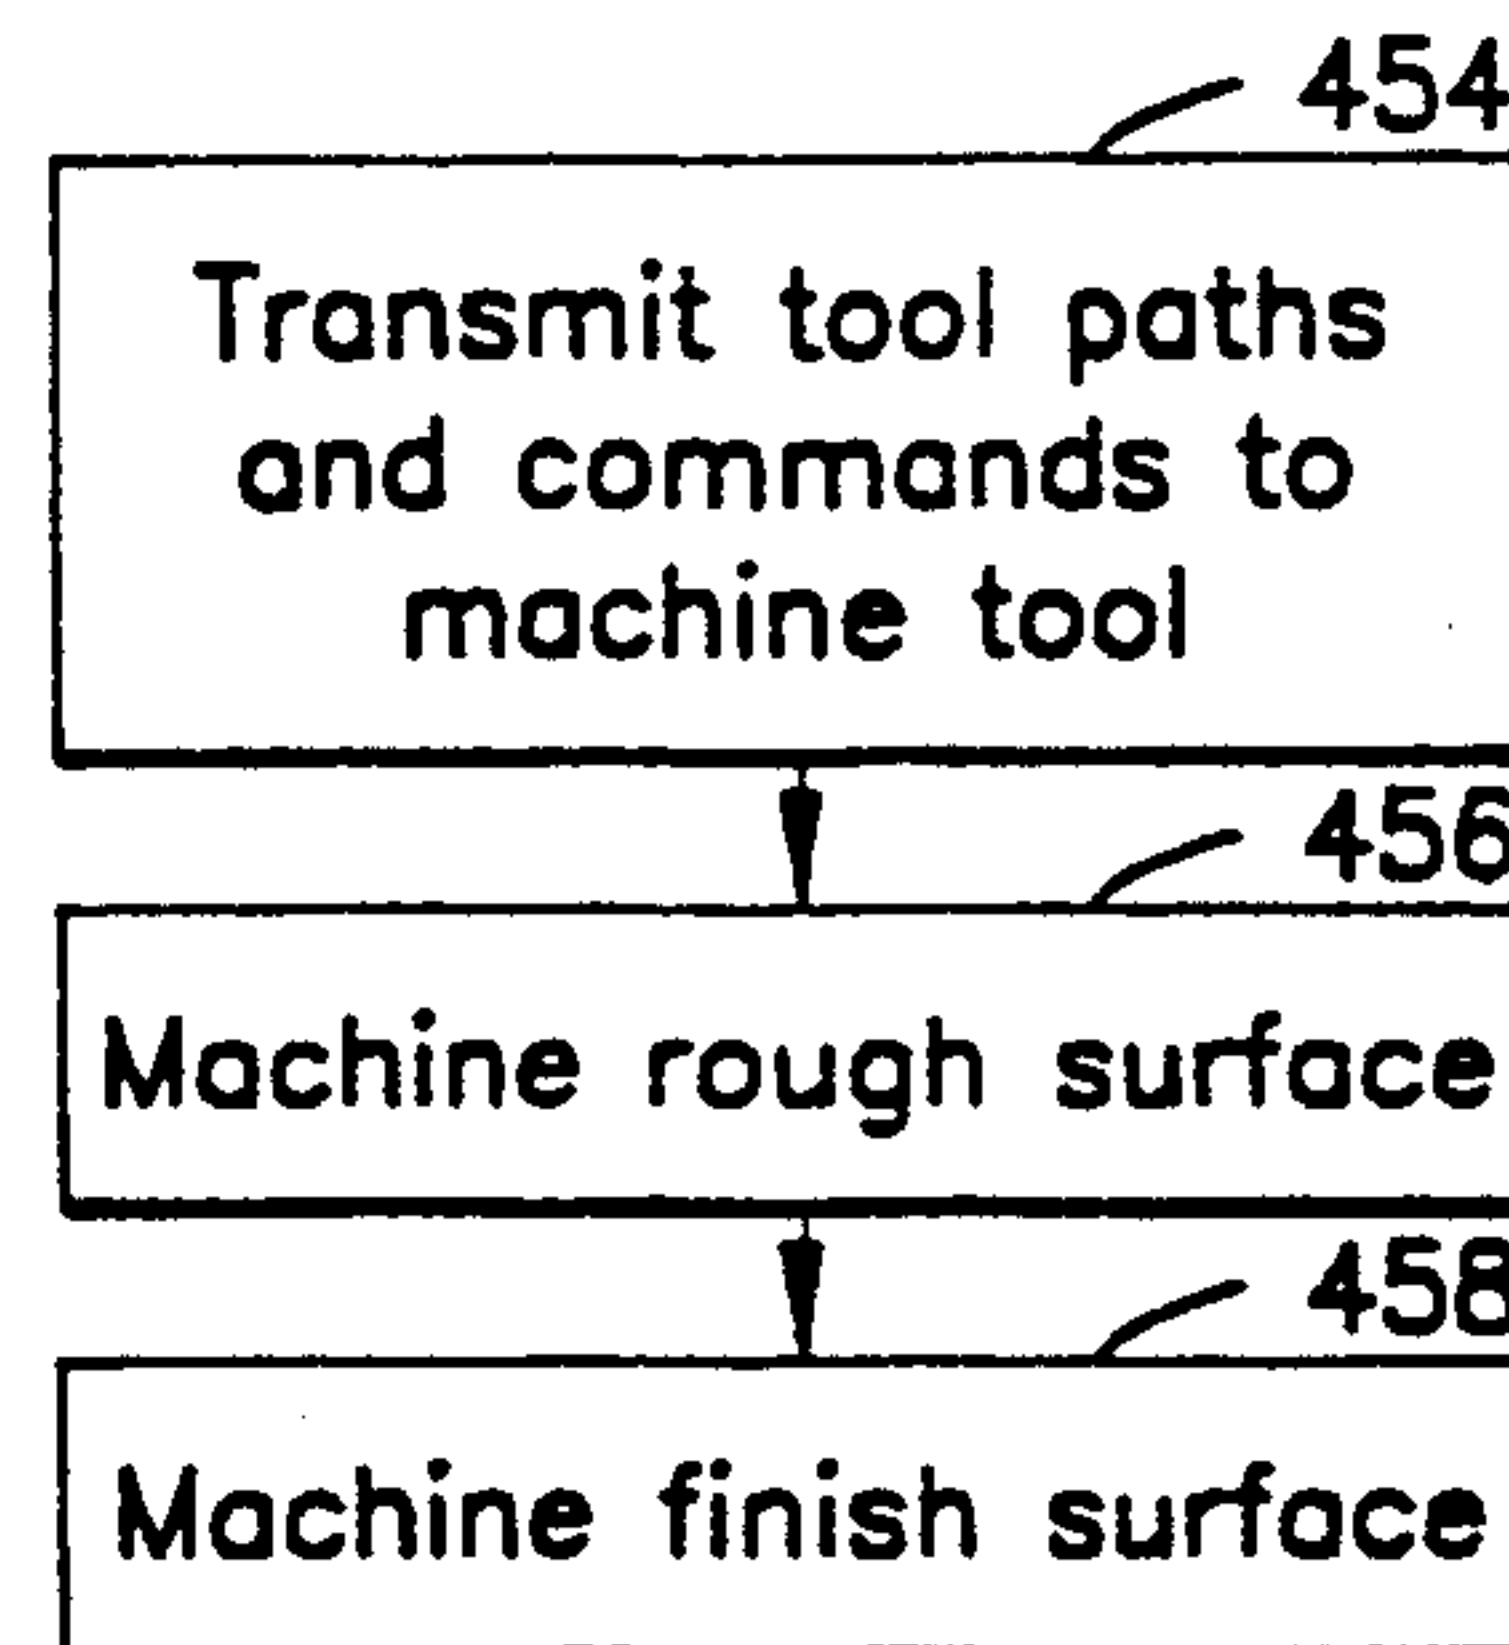 454
Transmit tool paths
and commands to
machine tool
456
Machine rough surface
458
Machine finish surface